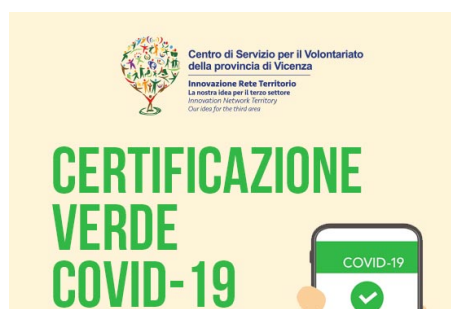 Centro di Servizio per il Volontariato
della provincia di Vicenza
Innovazione Rete Territorio
La nostra idea per il terzo settore
Innovation Network Territory
Our idea for the third area
CERTIFICAZIONE
VERDE
COVID-19
COVID-19